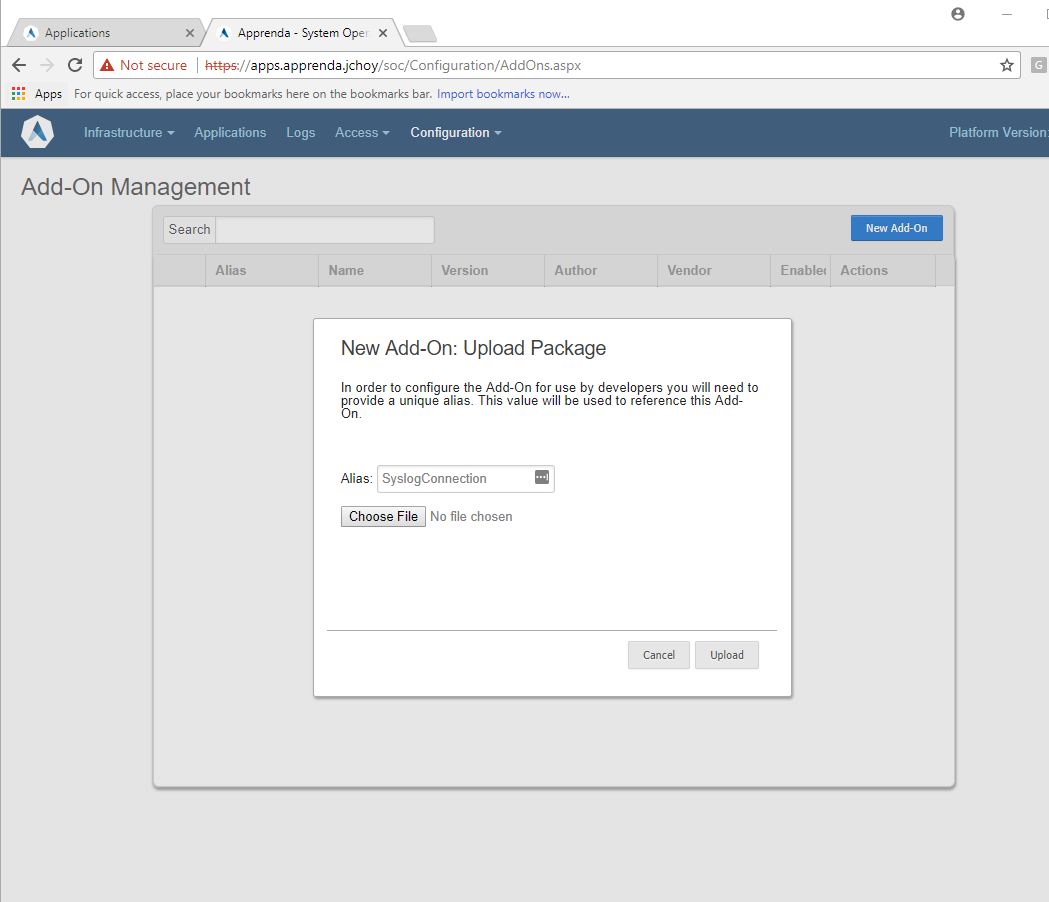 Applications
Apprenda - System Oper
Not secure https://apps.apprenda.jchoy/soc/Configuration/AddOns.aspx
G
Apps For quick access, place your bookmarks here on the bookmarks bar. Import bookmarks now...
Infrastructure Applications Logs Access Configuration Platform Version:
Add-On Management
Search New Add-On
Alias Name Version Author Vendor Enabled Actions
New Add-On: Upload Package
In order to configure the Add-On for use by developers you will need to
provide a unique alias. This value will be used to reference this Add-
On.
Alias: SyslogConnection
Choose File No file chosen
Cancel Upload